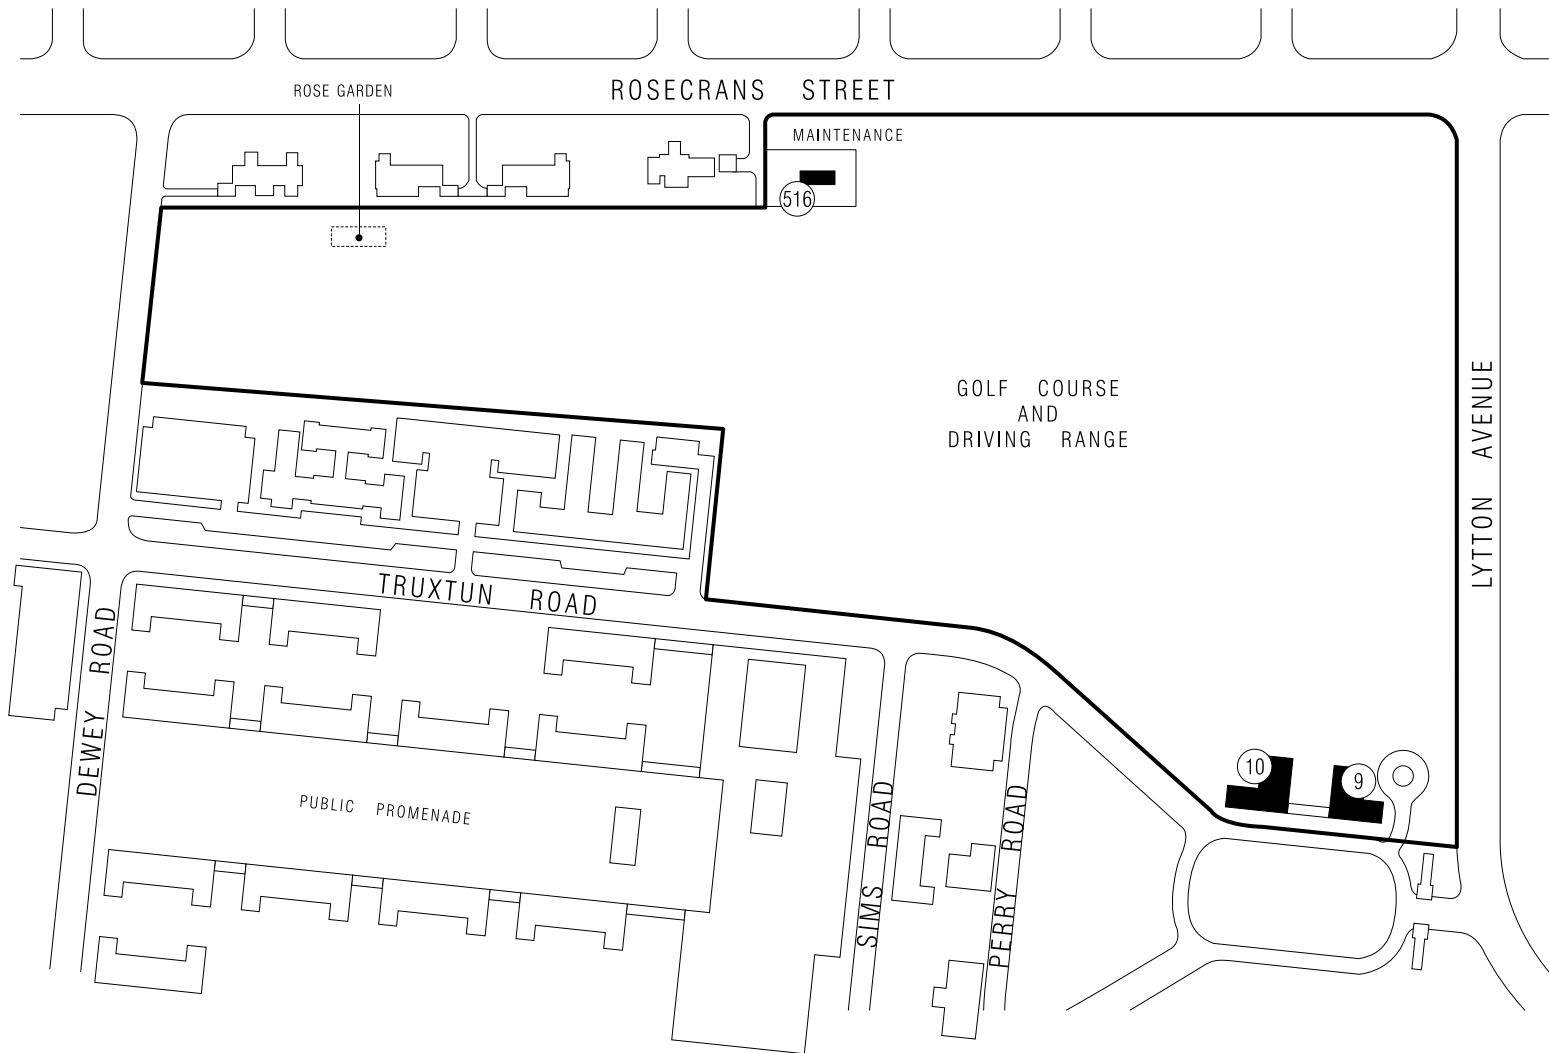 ROSE GARDEN
ROSECRANS STREET
MAINTENANCE
516
GOLF COURSE
AND
DRIVING RANGE
LYTTON AVENUE
TRUXTUN ROAD
DEWEY ROAD
10
9
PUBLIC PROMENADE
SIMS ROAD
PERRY ROAD